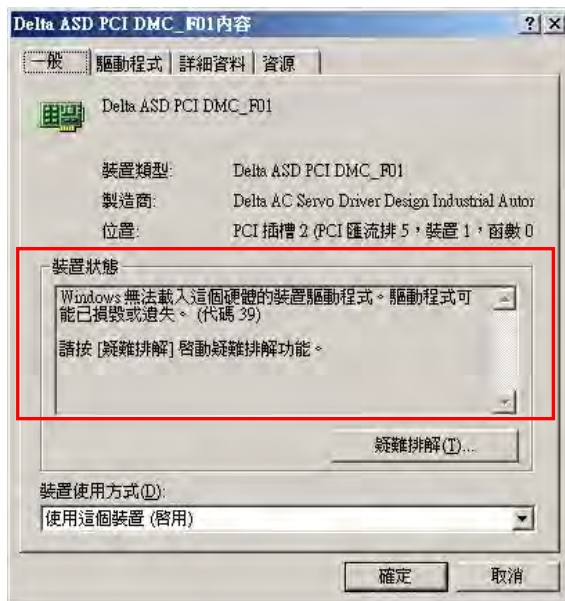 Delta ASD PCI DMC_F01內容
一般 驅動程式 詳細資料 資源
Delta ASD PCI DMC_F01
裝置類型: Delta ASD PCI DMC_F01
製造商: Delta AC Servo Driver Design Industrial Autor
位置: PCI 插槽 2 (PCI 匯流排 5，裝置 1，函數 0
裝置狀態
Windows 無法載入這個硬體的裝置驅動程式。驅動程式可
能已損毀或遺失。 (代碼 39)
請按 [疑難排解] 啟動疑難排解功能。
疑難排解(T)...
裝置使用方式(D):
使用這個裝置 (啟用)
確定 取消